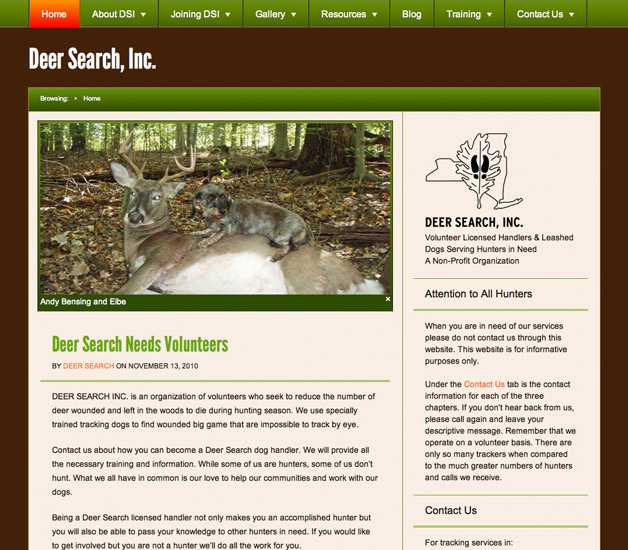 Home
About DSI
Joining DSI
Gallery
Resources
Blog
Training
Contact Us
Deer Search, Inc.
Browsing: • Home
Andy Bensing and Eibe
×
Deer Search Needs Volunteers
BY DEER SEARCH ON NOVEMBER 13, 2010
DEER SEARCH INC. is an organization of volunteers who seek to reduce the number of
deer wounded and left in the woods to die during hunting season. We use specially
trained tracking dogs to find wounded big game that are impossible to track by eye.
Contact us about how you can become a Deer Search dog handler. We will provide all
the necessary training and information. While some of us are hunters, some of us don't
hunt. What we all have in common is our love to help our communities and work with our
dogs.
Being a Deer Search licensed handler not only makes you an accomplished hunter but
you will also be able to pass your knowledge to other hunters in need. If you would like
to get involved but you are not a hunter we'll do all the work for you.
DEER SEARCH, INC.
Volunteer Licensed Handlers & Leashed
Dogs Serving Hunters in Need
A Non-Profit Organization
Attention to All Hunters
When you are in need of our services
please do not contact us through this
website. This website is for informative
purposes only.
Under the Contact Us tab is the contact
information for each of the three
chapters. If you don't hear back from us,
please call again and leave your
descriptive message. Remember that we
operate on a volunteer basis. There are
only so many trackers when compared
to the much greater numbers of hunters
and calls we receive.
Contact Us
For tracking services in: